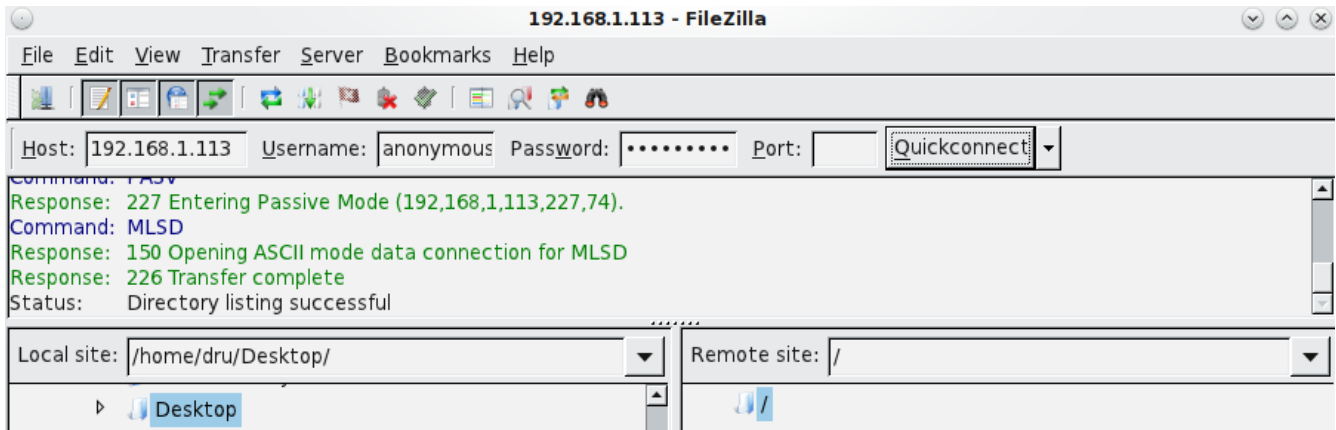 192.168.1.113 - FileZilla
File Edit View Transfer Server Bookmarks Help
Host: 192.168.1.113 Username: anonymous Password: ••••••••• Port: Quickconnect
Command: PASV
Response: 227 Entering Passive Mode (192,168,1,113,227,74).
Command: MLSD
Response: 150 Opening ASCII mode data connection for MLSD
Response: 226 Transfer complete
Status: Directory listing successful
Local site: /home/dru/Desktop/ Remote site: /
Desktop /